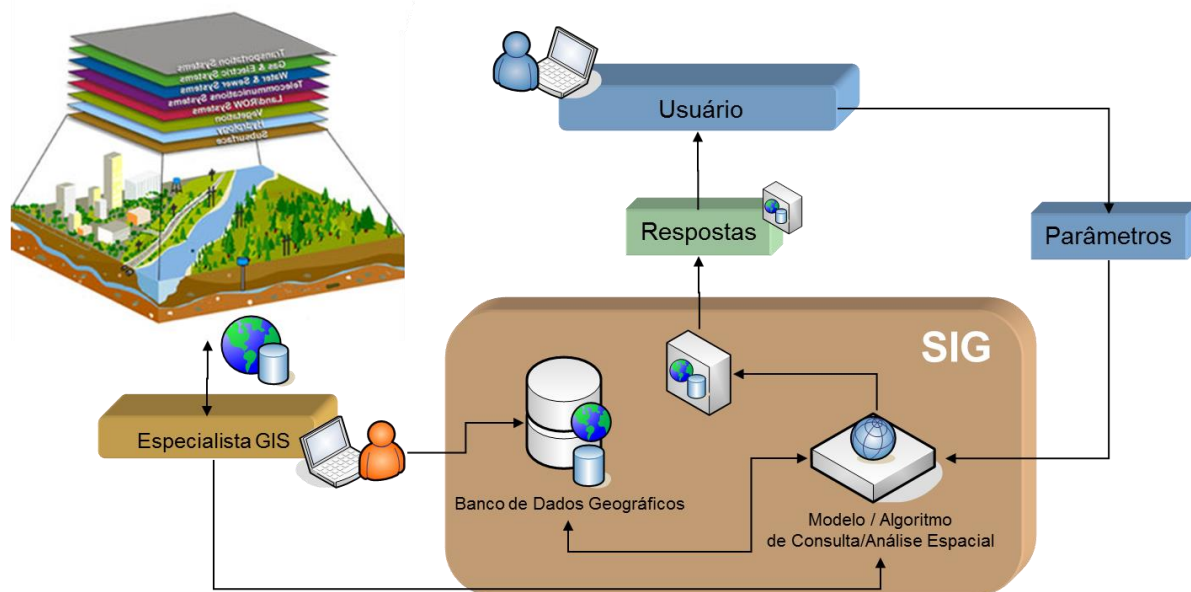 Transportation Systems
Gas & Electric Systems
Water & Sewer Systems
Telecommunications Systems
Land/ROW Systems
Vegetation
Hydrology
Subsurface
Usuário
Respostas
Parâmetros
SIG
Especialista GIS
Banco de Dados Geográficos
Modelo / Algoritmo
de Consulta/Análise Espacial